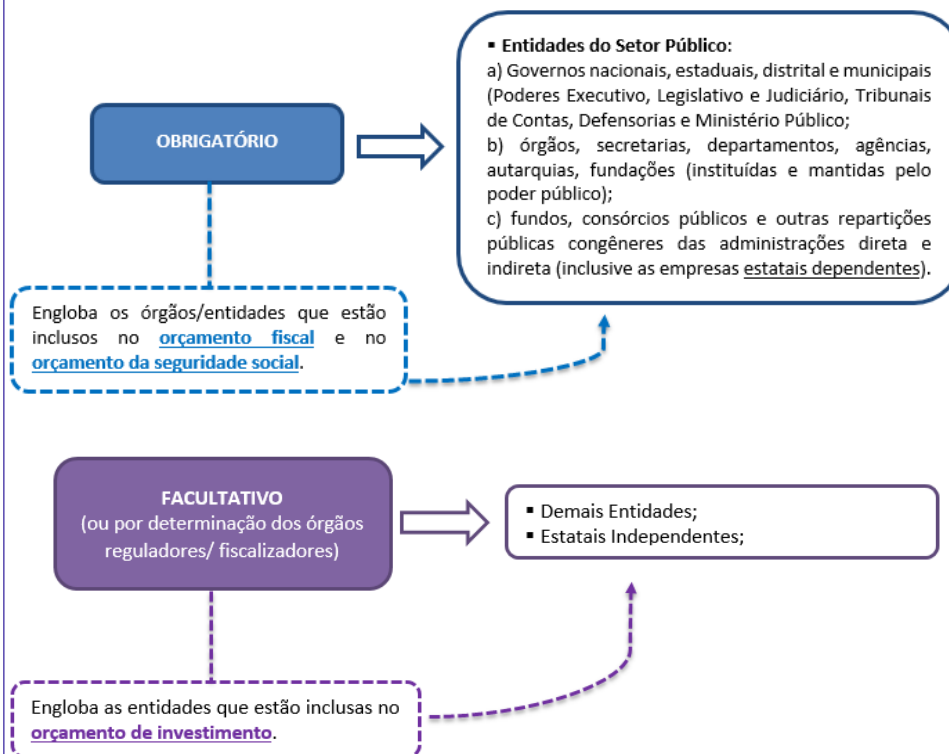 OBRIGATÓRIO
▪ Entidades do Setor Público:
a) Governos nacionais, estaduais, distrital e municipais
(Poderes Executivo, Legislativo e Judiciário, Tribunais
de Contas, Defensorias e Ministério Público;
b) órgãos, secretarias, departamentos, agências,
autarquias, fundações (instituídas e mantidas pelo
poder público);
c) fundos, consórcios públicos e outras repartições
públicas congêneres das administrações direta e
indireta (inclusive as empresas estatais dependentes).
Engloba os órgãos/entidades que estão
inclusos no orçamento fiscal e no
orçamento da seguridade social.
FACULTATIVO
(ou por determinação dos órgãos
reguladores/ fiscalizadores)
▪ Demais Entidades;
▪ Estatais Independentes;
Engloba as entidades que estão inclusas no
orçamento de investimento.